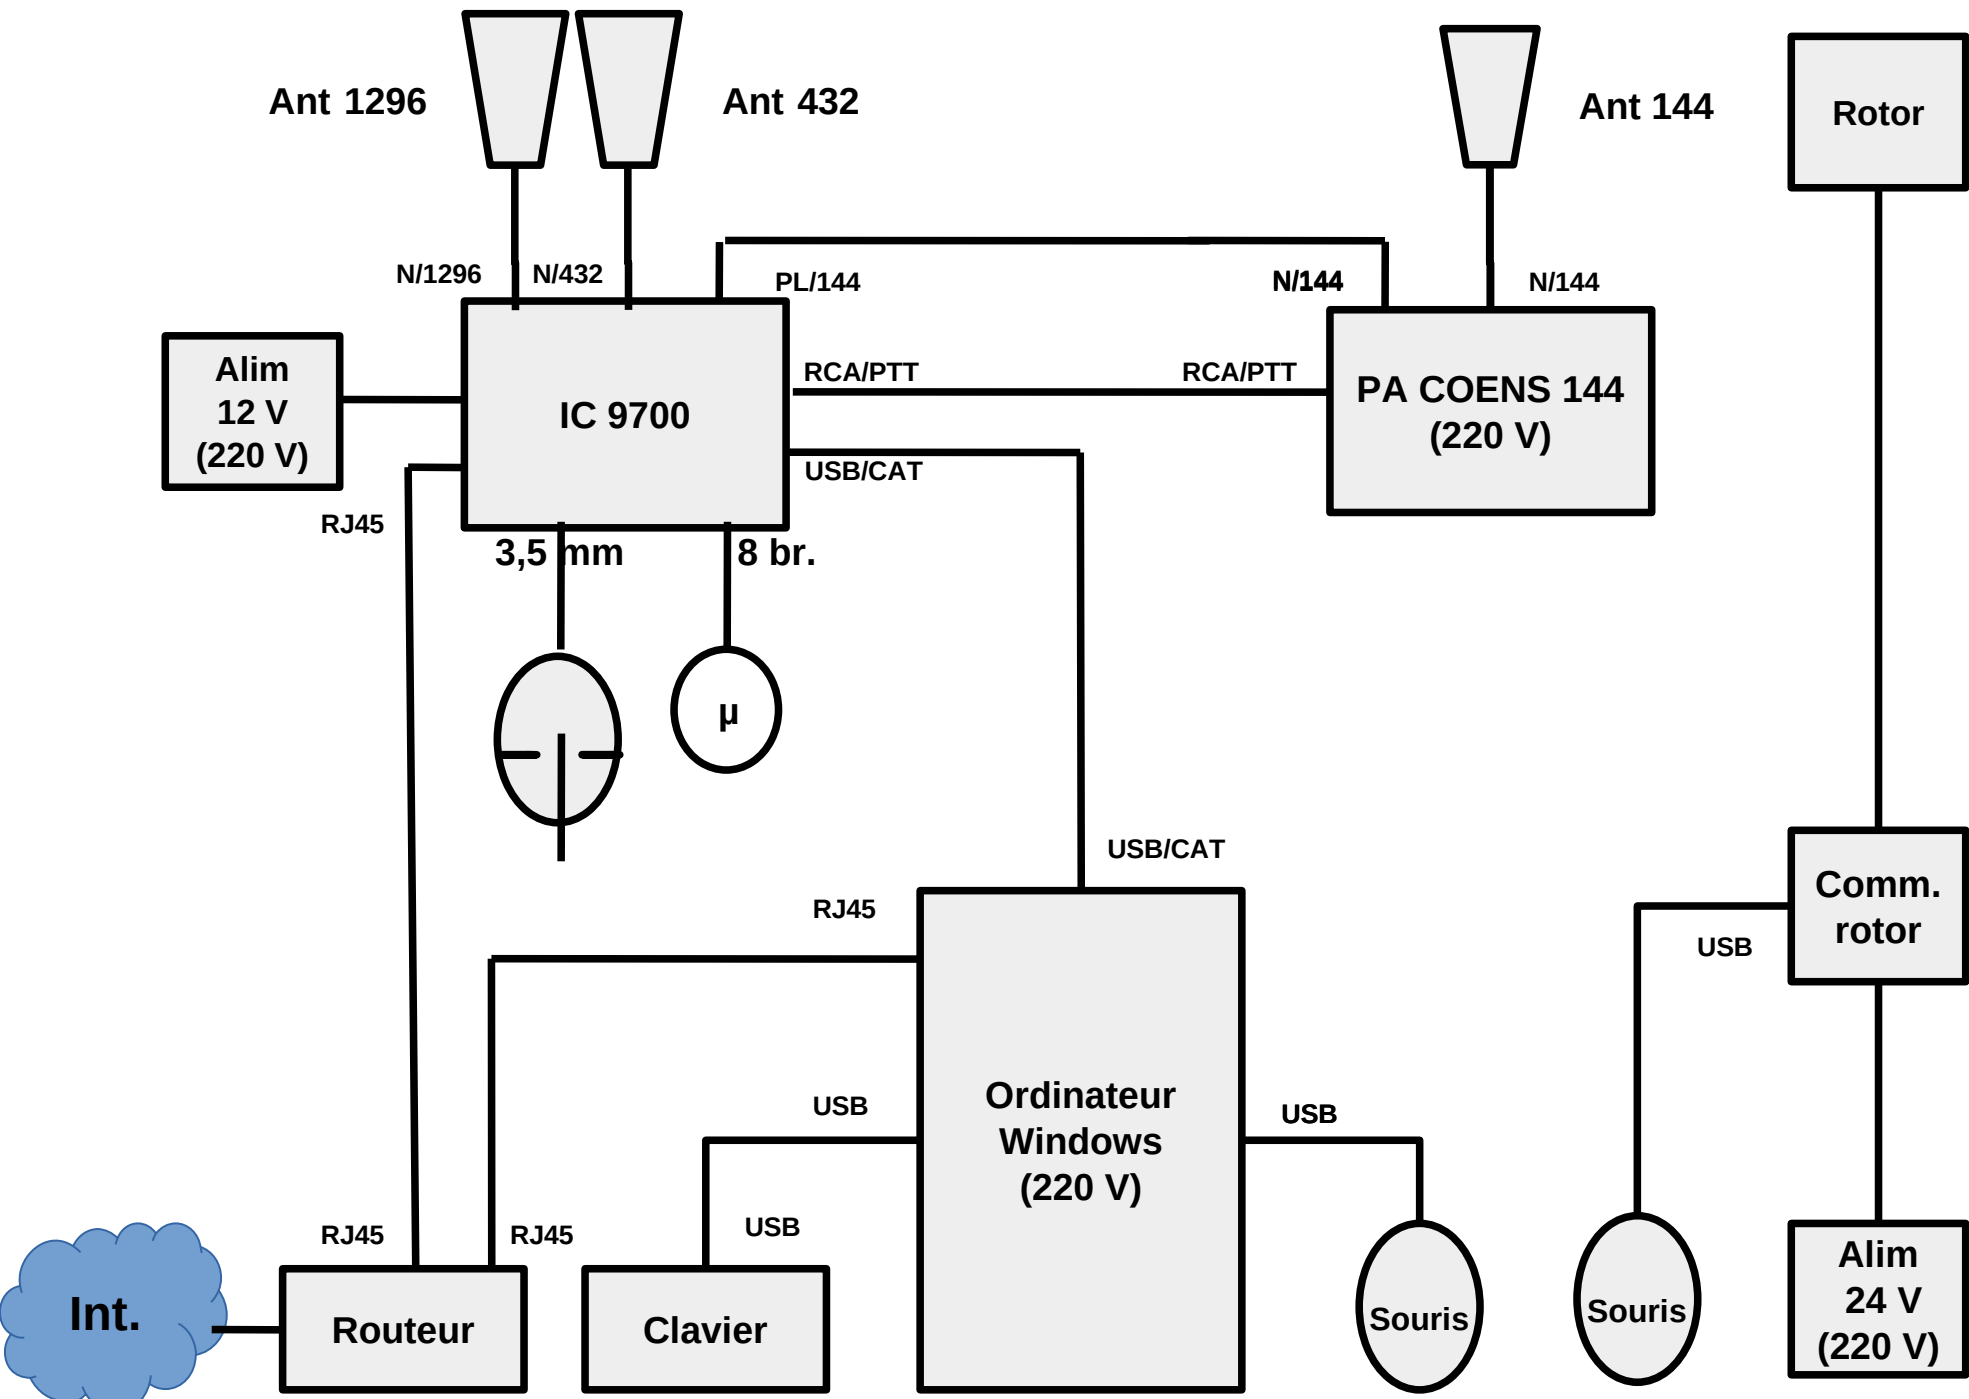 Ant 1296
Ant 432
Ant 144
Rotor
N/1296
N/432
PL/144
N/144
N/144
Alim
12 V
(220 V)
IC 9700
RCA/PTT
RCA/PTT
PA COENS 144
(220 V)
USB/CAT
RJ45
3,5 mm
8 br.
µ
USB/CAT
RJ45
Comm.
rotor
USB
Ordinateur
Windows
(220 V)
USB
USB
RJ45
RJ45
USB
Int.
Routeur
Clavier
Souris
Souris
Alim
24 V
(220 V)